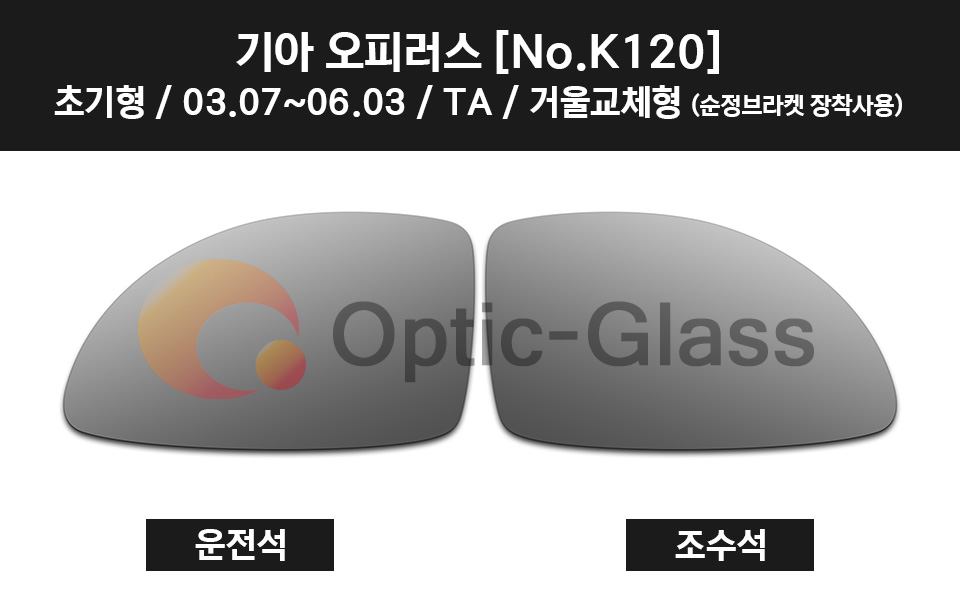 기아 오피러스 [No.K120]
초기형 / 03.07~06.03 / TA / 거울교체형 (순정브라켓 장착사용)
Optic-Glass
운전석
조수석